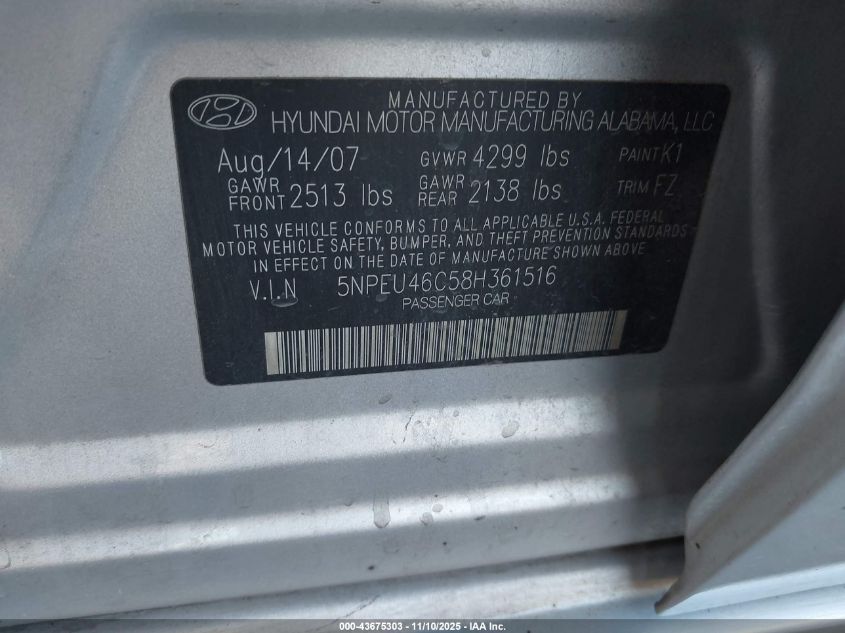 MANUFACTURED BY
HYUNDAI MOTOR MANUFACTURING ALABAMA, LLC
Aug/14/07 GVWR 4299 lbs PAINT K1
GAWR FRONT 2513 lbs GAWR REAR 2138 lbs TRIM FZ
THIS VEHICLE CONFORMS TO ALL APPLICABLE U.S.A. FEDERAL
MOTOR VEHICLE SAFETY, BUMPER, AND THEFT PREVENTION STANDARDS
IN EFFECT ON THE DATE OF MANUFACTURE SHOWN ABOVE
V.I.N 5NPEU46C58H361516
PASSENGER CAR
000-43675303 - 11/10/2025 - IAA Inc.